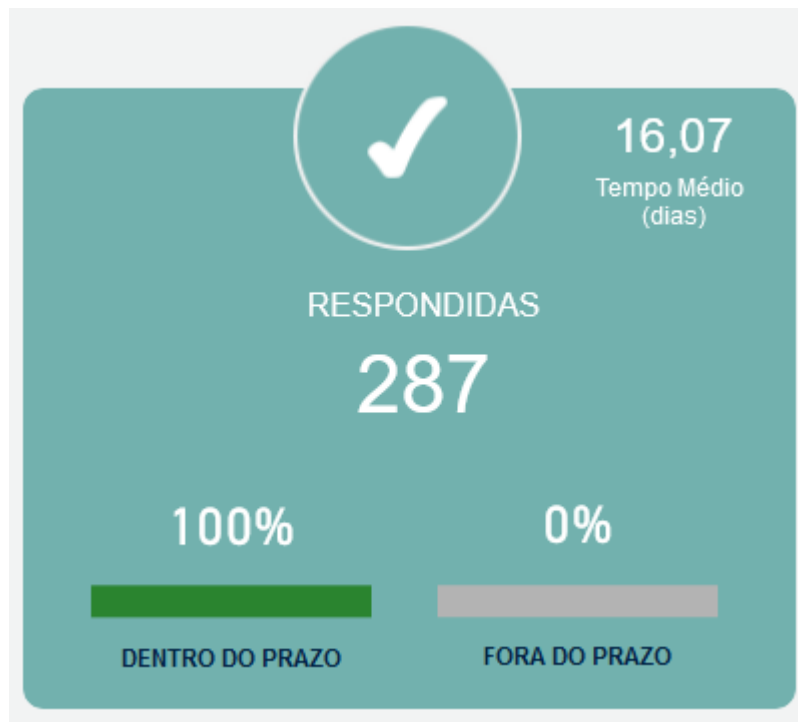 16,07
Tempo Médio
(dias)
RESPONDIDAS
287
100%
0%
DENTRO DO PRAZO
FORA DO PRAZO